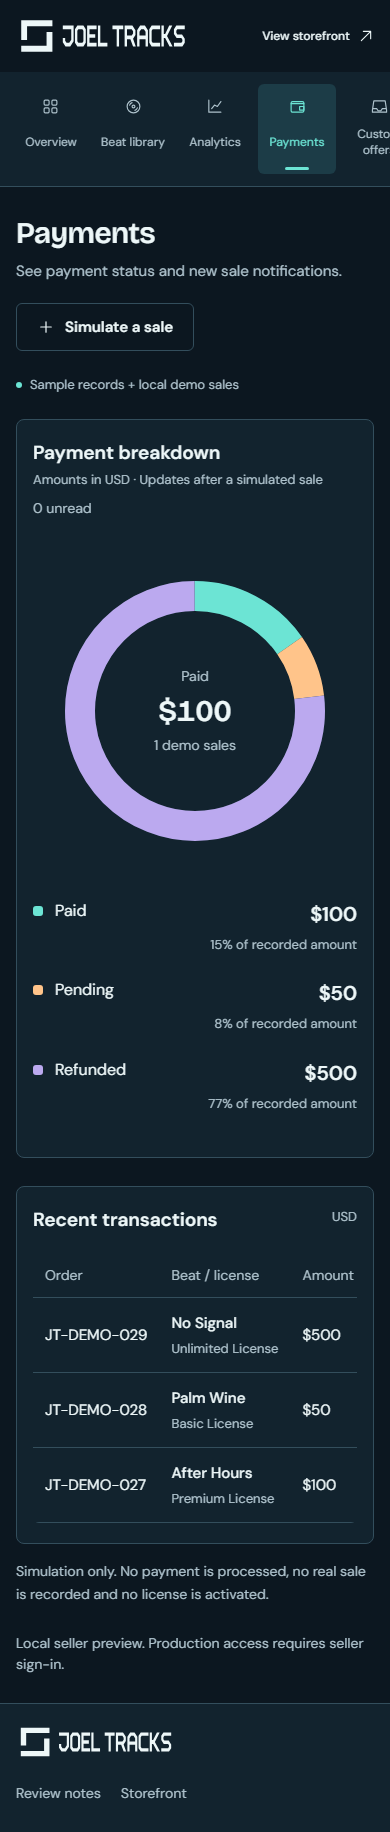 JOEL TRACKS
View storefront
Overview
Beat library
Analytics
Payments
Custo
offer
Payments
See payment status and new sale notifications.
Simulate a sale
Sample records + local demo sales
Payment breakdown
Amounts in USD · Updates after a simulated sale
0 unread
Paid
$100
1 demo sales
Paid
$100
15% of recorded amount
Pending
$50
8% of recorded amount
Refunded
$500
77% of recorded amount
Recent transactions
USD
Order Beat / license Amount
No Signal
JT-DEMO-029 $500
Unlimited License
Palm Wine
JT-DEMO-028 $50
Basic License
After Hours
JT-DEMO-027 $100
Premium License
Simulation only. No payment is processed, no real sale
is recorded and no license is activated.
Local seller preview. Production access requires seller
sign-in.
JOEL TRACKS
Review notes Storefront